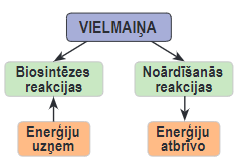 VIELMAIŅA
Biosintēzes
reakcijas
Noārdīšanās
reakcijas
Enerģiju
uzņem
Enerģiju
atbrīvo